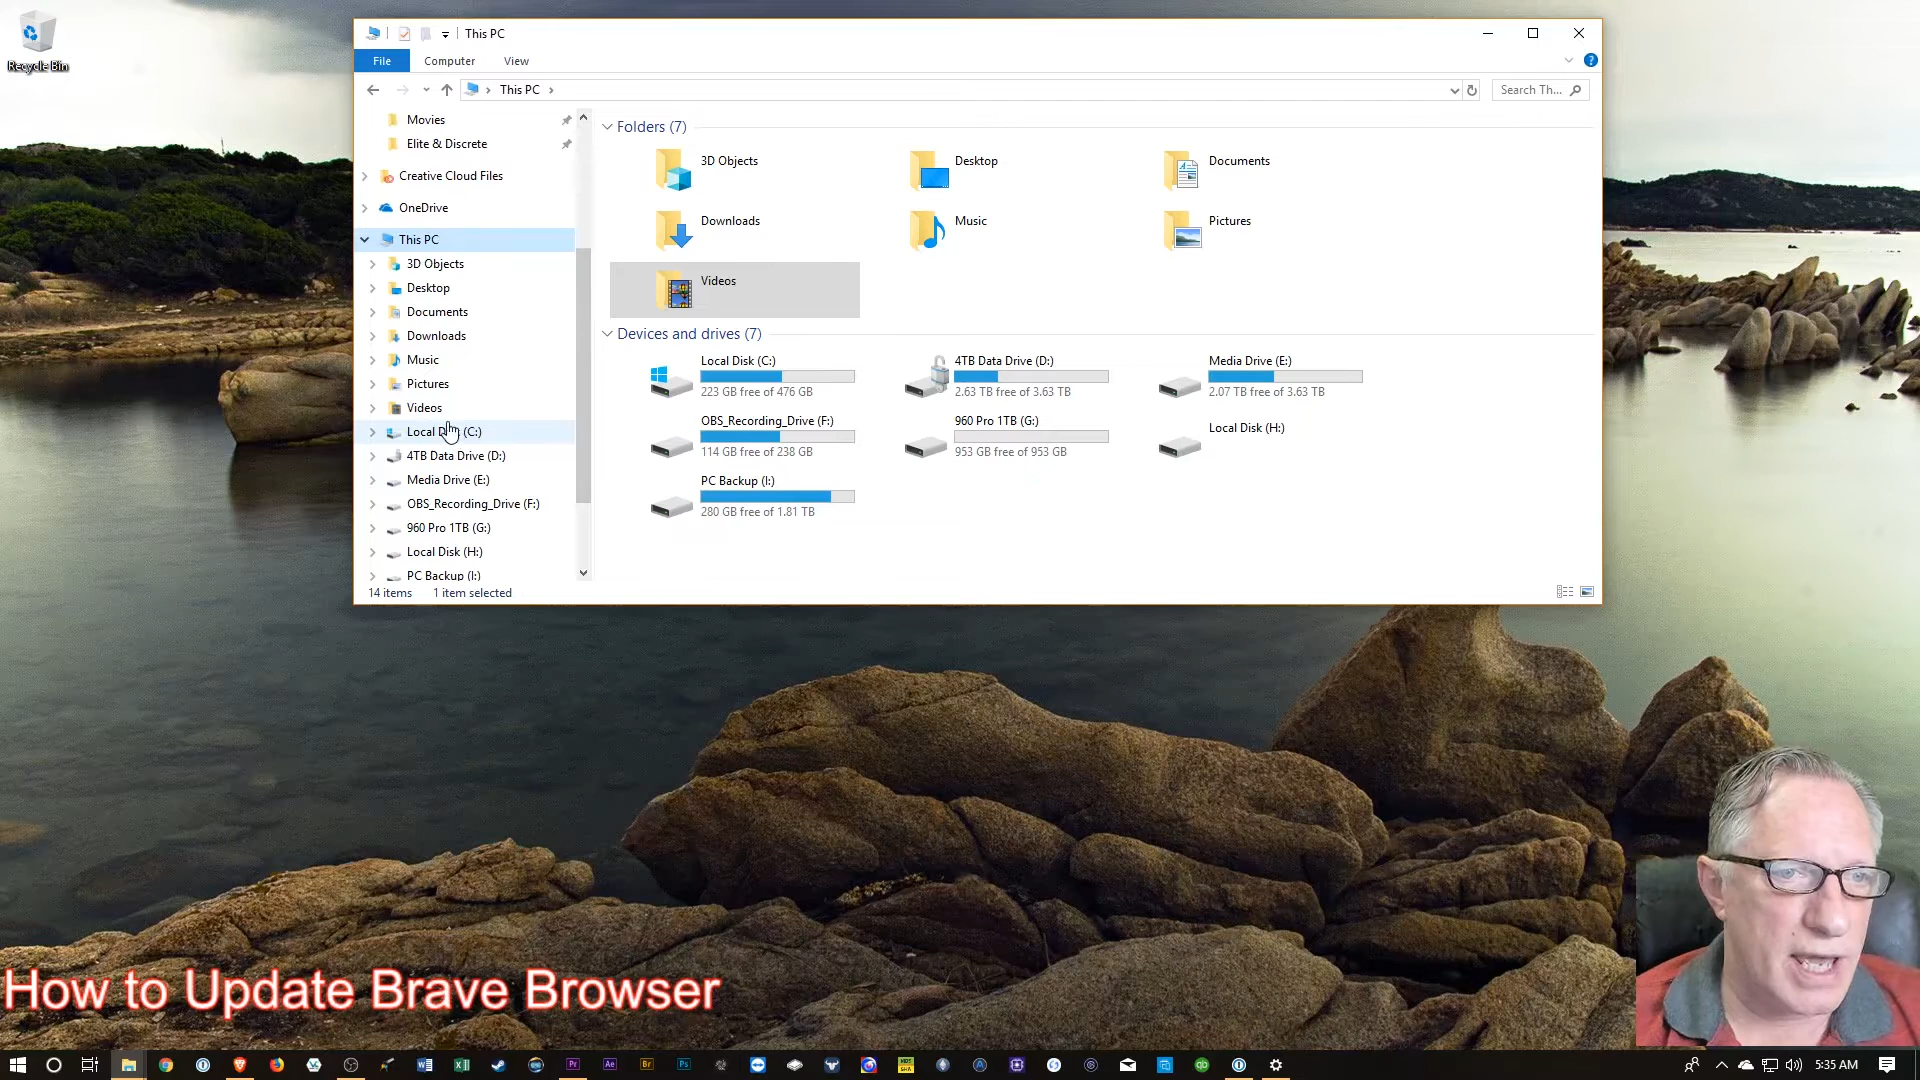 Recycle Bin
This PC
File
Computer
View
This PC
Search Th...
Movies
Elite & Discrete
Creative Cloud Files
OneDrive
This PC
3D Objects
Desktop
Documents
Downloads
Music
Pictures
Videos
Local Disk (C:)
4TB Data Drive (D:)
Media Drive (E:)
OBS_Recording_Drive (F:)
960 Pro 1TB (G:)
Local Disk (H:)
PC Backup (I:)
Folders (7)
3D Objects
Desktop
Documents
Downloads
Music
Pictures
Videos
Devices and drives (7)
Local Disk (C:)
223 GB free of 476 GB
4TB Data Drive (D:)
2.63 TB free of 3.63 TB
Media Drive (E:)
2.07 TB free of 3.63 TB
OBS_Recording_Drive (F:)
114 GB free of 238 GB
960 Pro 1TB (G:)
953 GB free of 953 GB
Local Disk (H:)
PC Backup (I:)
280 GB free of 1.81 TB
14 items
1 item selected
How to Update Brave Browser
Pr
Ae
Br
Ps
5:35 AM